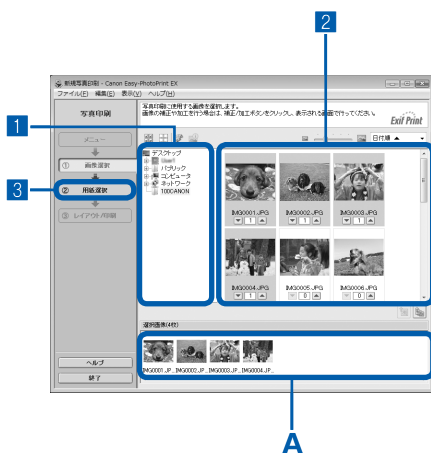 2
新規写真印刷 - Canon Easy-PhotoPrint EX
ファイル(F) 編集(E) 表示(V) ヘルプ(H)
写真印刷
写真印刷に使用する画像を選択します。
画像の補正や加工を行う場合は、補正/加工ボタンをクリックし、表示される画面で行ってください。
Exif Print
1
メニュー
日付順 ▲
① 画像選択
3
② 用紙選択
③ レイアウト/印刷
デスクトップ
User1
パブリック
コンピュータ
ネットワーク
100CANON
IMG0001.JPG IMG0002.JPG IMG0003.JPG
1 1 1
IMG0004.JPG IMG0005.JPG IMG0006.JPG
1 0 0
選択画像(4枚)
IMG0001.JP... IMG0002.JP... IMG0003.JP... IMG0004.JP...
ヘルプ
終了
A